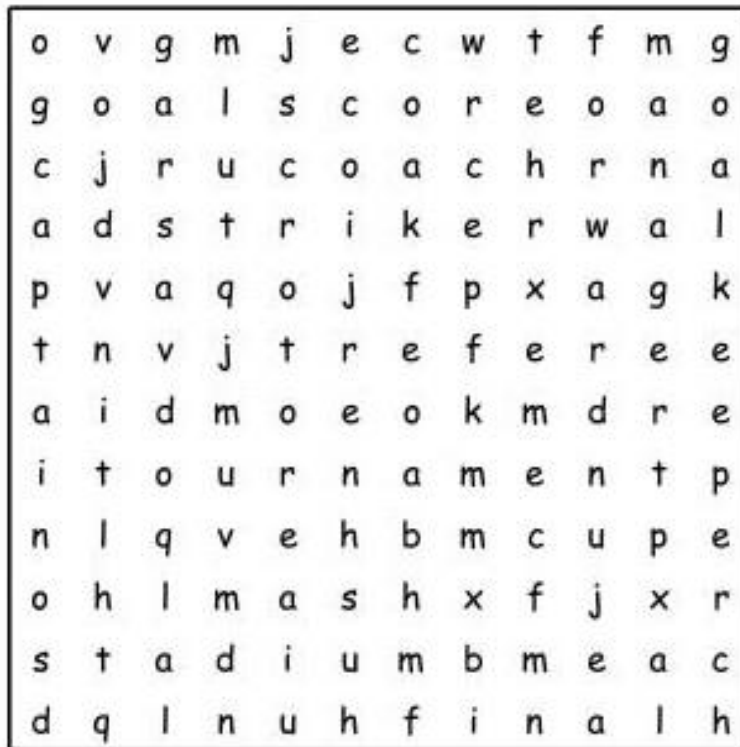 o v g m j e c w t f m g
g o a l s c o r e o a o
c j r u c o a c h r n a
a d s t r i k e r w a l
p v a q o j f p x a g k
t n v j t r e f e r e e
a i d m o e o k m d r e
i t o u r n a m e n t p
n l q v e h b m c u p e
o h l m a s h x f j x r
s t a d i u m b m e a c
d q l n u h f i n a l h